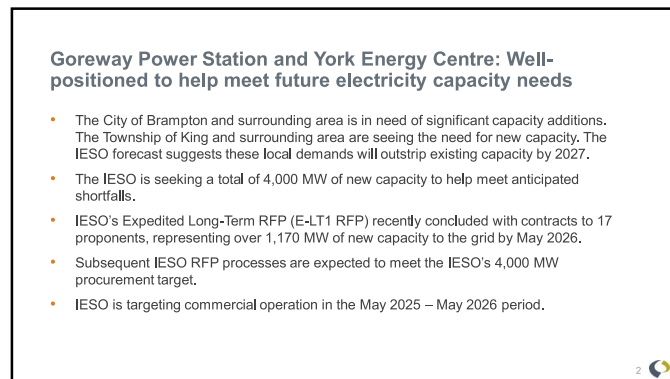 Goreway Power Station and York Energy Centre: Well-
positioned to help meet future electricity capacity needs
• The City of Brampton and surrounding area is in need of significant capacity additions.
The Township of King and surrounding area are seeing the need for new capacity. The
IESO forecast suggests these local demands will outstrip existing capacity by 2027.
• The IESO is seeking a total of 4,000 MW of new capacity to help meet anticipated
shortfalls.
• IESO's Expedited Long-Term RFP (E-LT1 RFP) recently concluded with contracts to 17
proponents, representing over 1,170 MW of new capacity to the grid by May 2026.
• Subsequent IESO RFP processes are expected to meet the IESO's 4,000 MW
procurement target.
• IESO is targeting commercial operation in the May 2025 – May 2026 period.
2